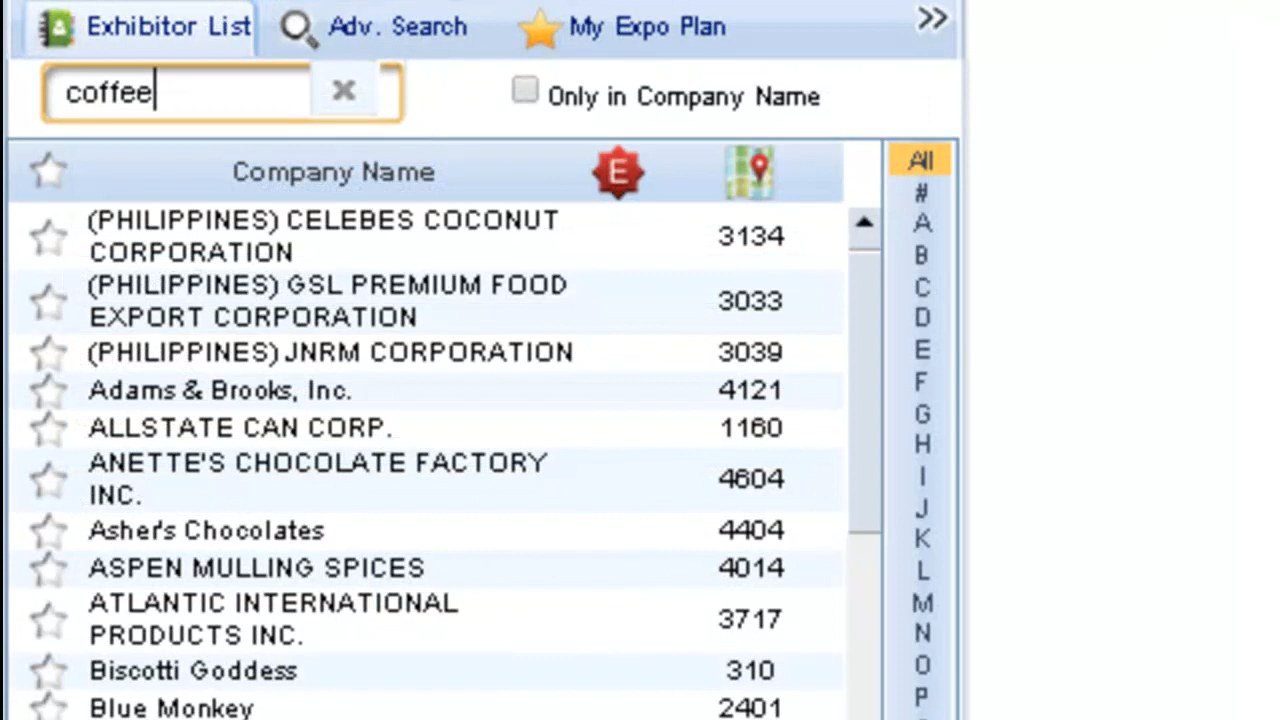 Exhibitor List
Adv. Search
My Expo Plan
coffee
Only in Company Name
Company Name
E
(PHILIPPINES) CELEBES COCONUT
CORPORATION
3134
(PHILIPPINES) GSL PREMIUM FOOD
EXPORT CORPORATION
3033
(PHILIPPINES) JNRM CORPORATION
3039
Adams & Brooks, Inc.
4121
ALLSTATE CAN CORP.
1160
ANETTE'S CHOCOLATE FACTORY
INC.
4604
Asher's Chocolates
4404
ASPEN MULLING SPICES
4014
ATLANTIC INTERNATIONAL
PRODUCTS INC.
3717
Biscotti Goddess
310
Blue Monkey
2401
All
#
A
B
C
D
E
F
G
H
I
J
K
L
M
N
O
P